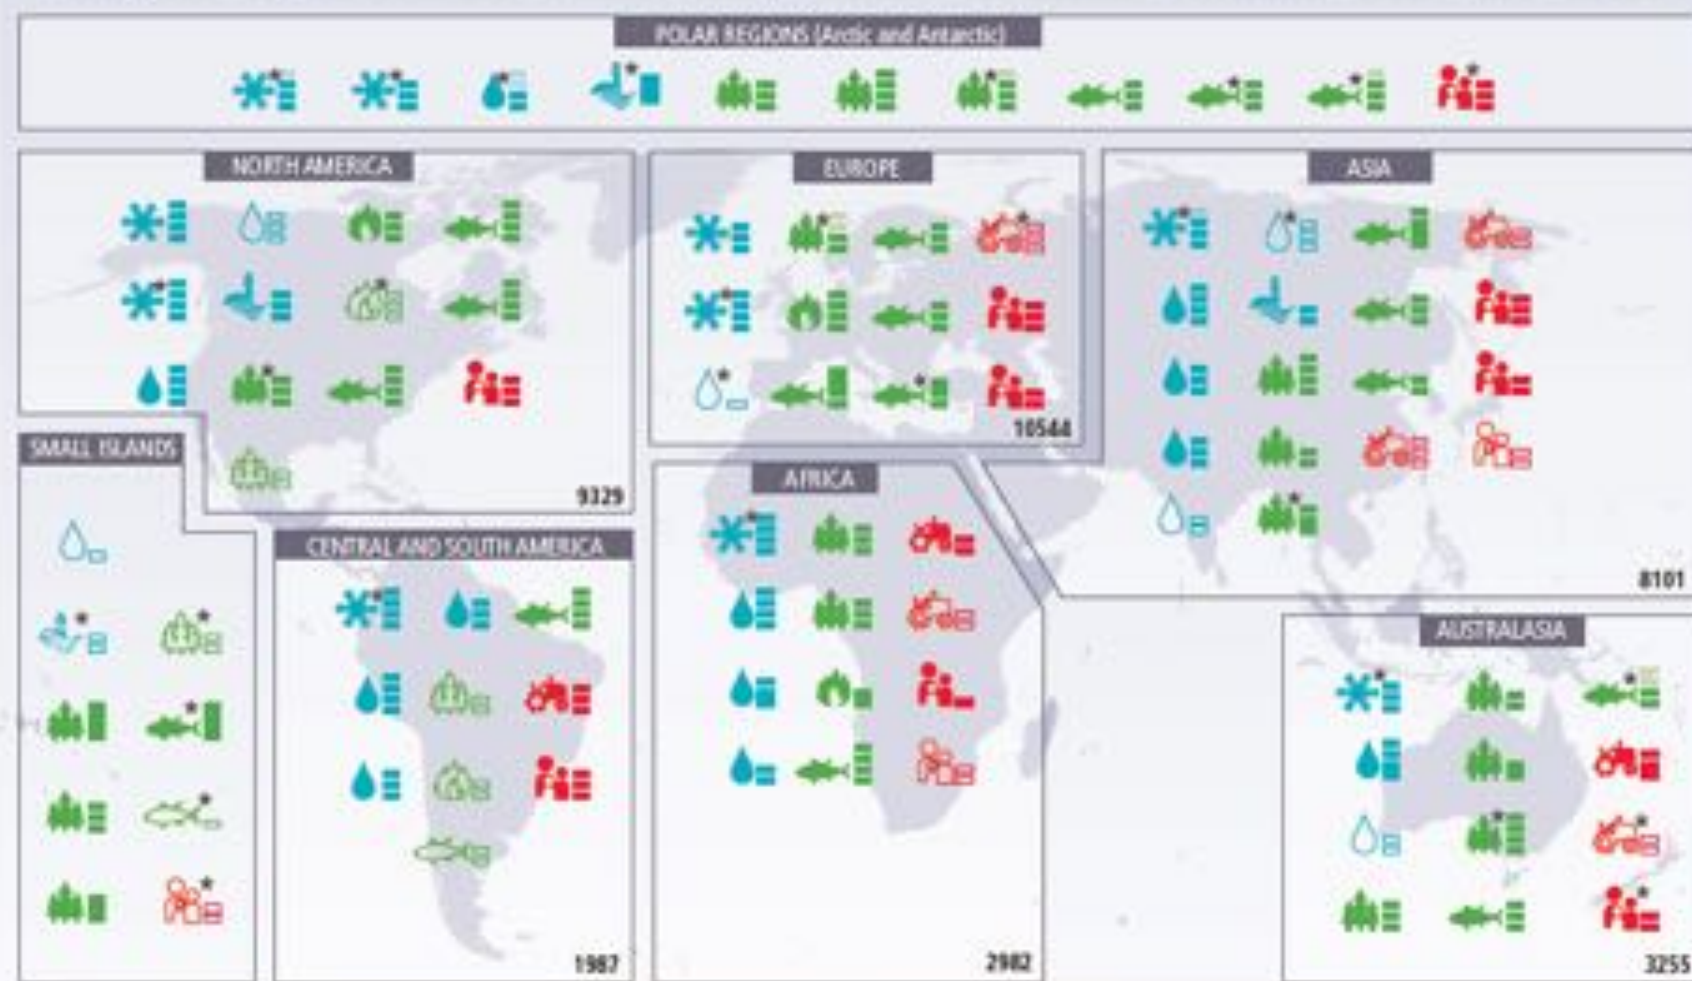 POLAR REGIONS (Arctic and Antarctic)
NORTH AMERICA
EUROPE
ASIA
10544
SMALL ISLANDS
9329
AFRICA
CENTRAL AND SOUTH AMERICA
8101
AUSTRALASIA
1987
2982
3255